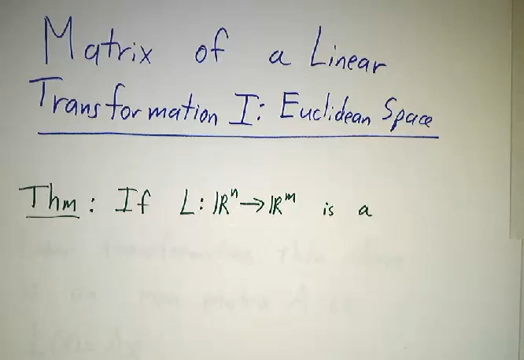 Matrix of a Linear
Transformation I: Euclidean Space
Thm: If L: ℝⁿ → ℝᵐ is a